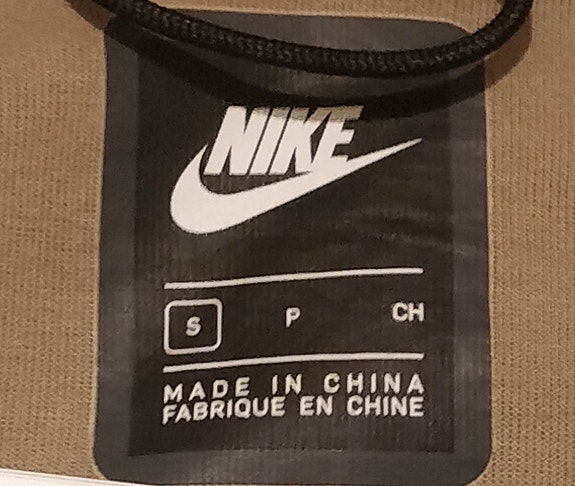 NIKE
S P CH
MADE IN CHINA
FABRIQUE EN CHINE